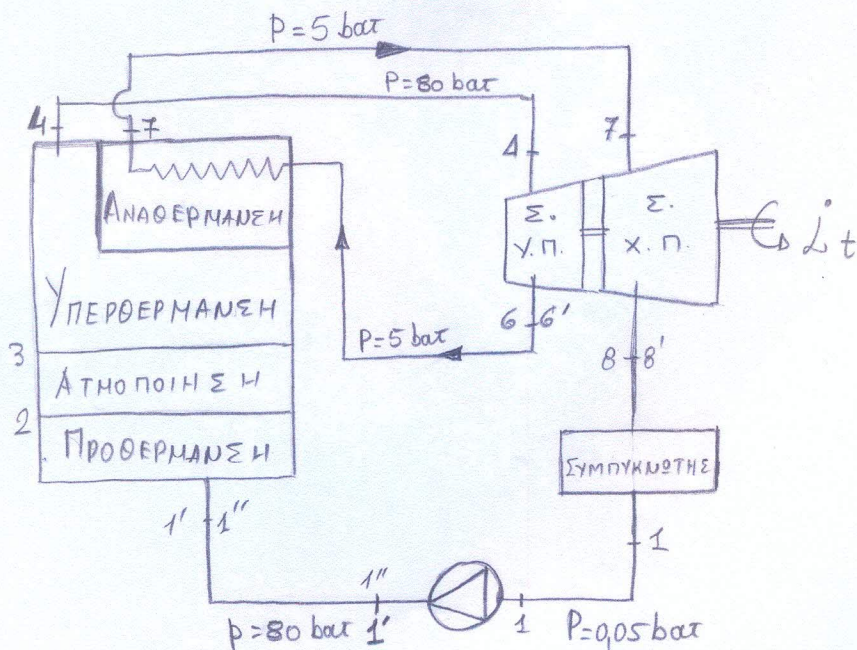 p = 5 bar
P=80 bar
4
7
4
7
ΑΝΑΘΕΡΜΑΝΣΗ
Σ.
Υ.Π.
Σ.
Χ.Π.
L̇t
ΥΠΕΡΘΕΡΜΑΝΣΗ
6
6'
P=5 bar
3
ΑΤΜΟΠΟΙΗΣΗ
8
8'
2
ΠΡΟΘΕΡΜΑΝΣΗ
ΣΥΜΠΥΚΝΩΤΗΣ
1'
1''
1
1''
1'
1
p=80 bar
P=0,05 bar